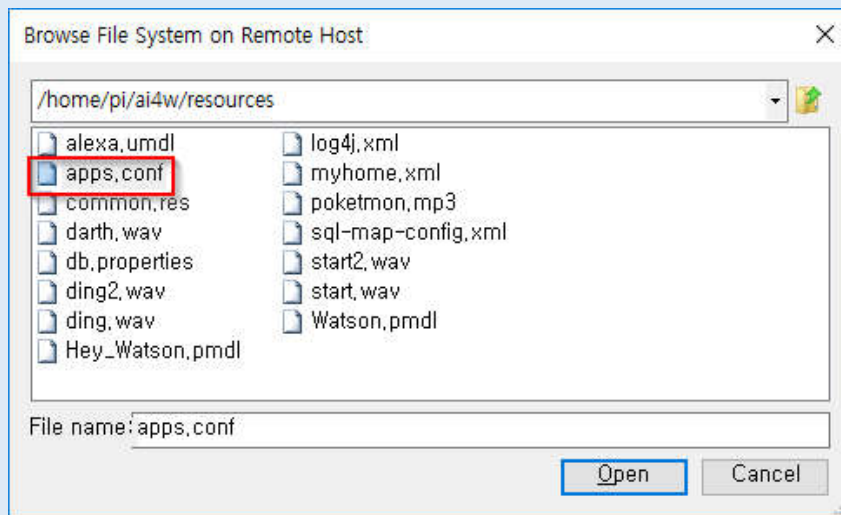 Browse File System on Remote Host
/home/pi/ai4w/resources
alexa.umdl
apps.conf
common.res
darth.wav
db.properties
ding2.wav
ding.wav
Hey_Watson.pmdl
log4j.xml
myhome.xml
poketmon.mp3
sql-map-config.xml
start2.wav
start.wav
Watson.pmdl
File name: apps.conf
Open
Cancel